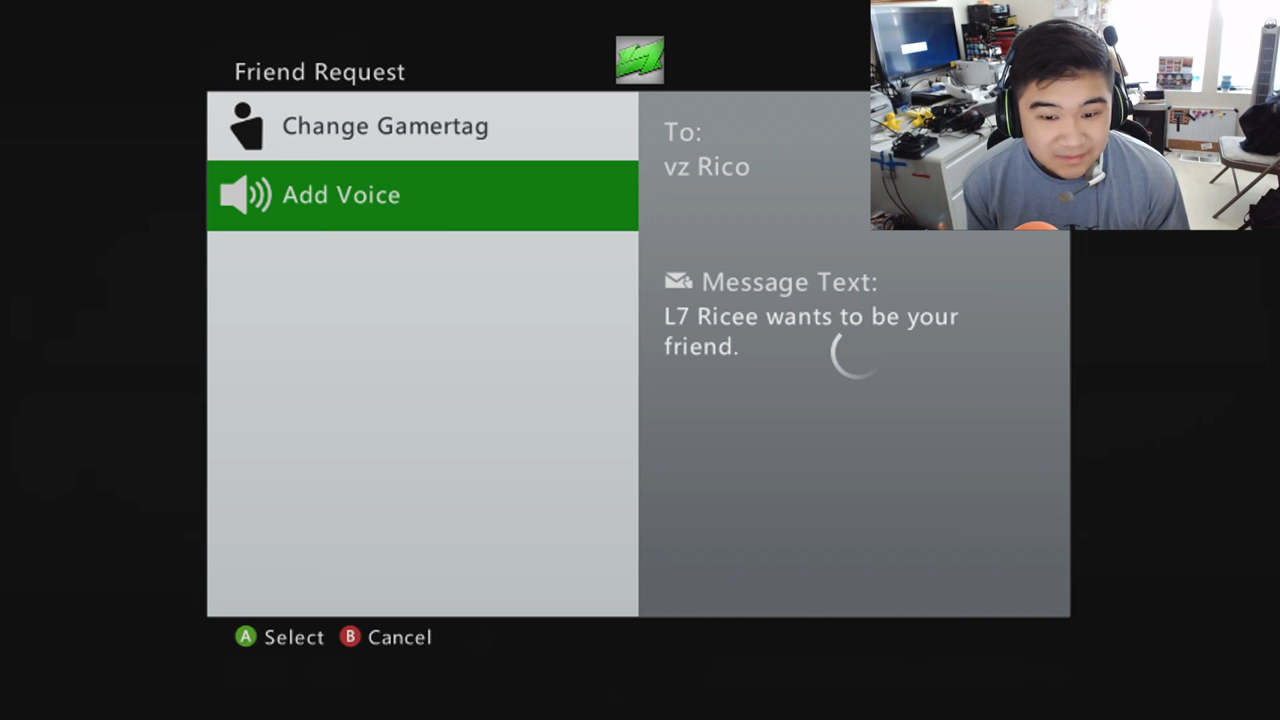 Friend Request
Change Gamertag
Add Voice
To:
vz Rico
Message Text:
L7 Ricee wants to be your
friend.
A Select B Cancel